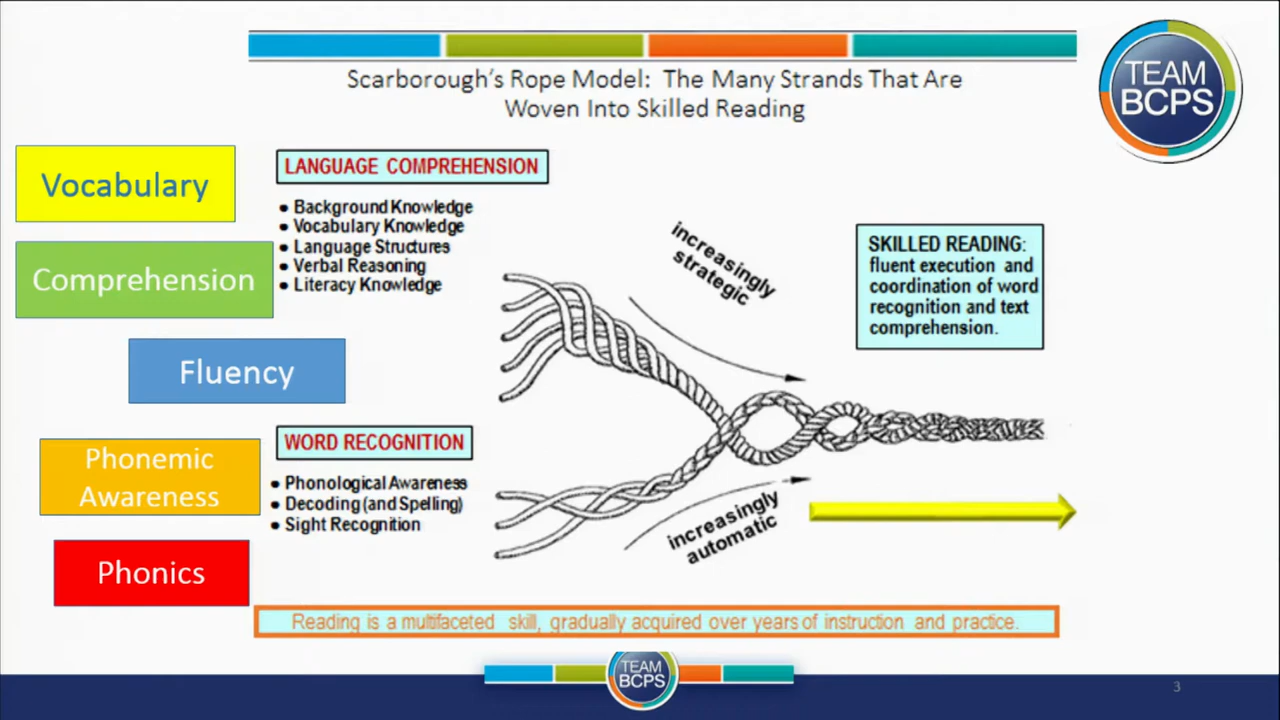 Scarborough's Rope Model: The Many Strands That Are
Woven Into Skilled Reading
TEAM
BCPS
Vocabulary
Comprehension
Fluency
Phonemic
Awareness
Phonics
LANGUAGE COMPREHENSION
• Background Knowledge
• Vocabulary Knowledge
• Language Structures
• Verbal Reasoning
• Literacy Knowledge
WORD RECOGNITION
• Phonological Awareness
• Decoding (and Spelling)
• Sight Recognition
increasingly
strategic
increasingly
automatic
SKILLED READING:
fluent execution and
coordination of word
recognition and text
comprehension.
Reading is a multifaceted skill, gradually acquired over years of instruction and practice.
TEAM
BCPS
3